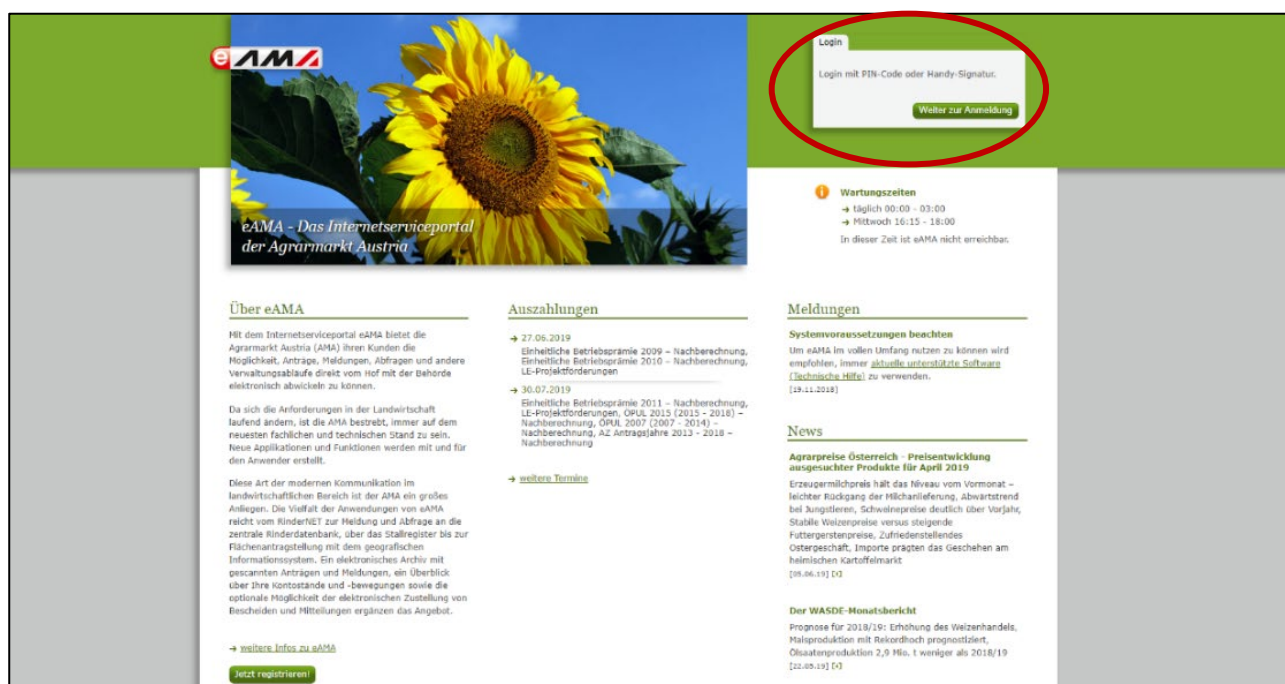 eAMA
Login
Login mit PIN-Code oder Handy-Signatur.
Weiter zur Anmeldung
eAMA - Das Internetserviceportal
der Agrarmarkt Austria
Wartungszeiten
→ täglich 00:00 - 03:00
→ Mittwoch 16:15 - 18:00
In dieser Zeit ist eAMA nicht erreichbar.
Über eAMA
Mit dem Internetserviceportal eAMA bietet die
Agrarmarkt Austria (AMA) ihren Kunden die
Möglichkeit, Anträge, Meldungen, Abfragen und andere
Verwaltungsabläufe direkt vom Hof mit der Behörde
elektronisch abwickeln zu können.
Da sich die Anforderungen in der Landwirtschaft
laufend ändern, ist die AMA bestrebt, immer auf dem
neuesten fachlichen und technischen Stand zu sein.
Neue Applikationen und Funktionen werden mit und für
den Anwender erstellt.
Diese Art der modernen Kommunikation im
landwirtschaftlichen Bereich ist der AMA ein großes
Anliegen. Die Vielfalt der Anwendungen von eAMA
reicht vom RinderNET zur Meldung und Abfrage an die
zentrale Rinderdatenbank, über das Stallregister bis zur
Flächenantragstellung mit dem geografischen
Informationssystem. Ein elektronisches Archiv mit
gescannten Anträgen und Meldungen, ein Überblick
über Ihre Kontostände und -bewegungen sowie die
optionale Möglichkeit der elektronischen Zustellung von
Bescheiden und Mitteilungen ergänzen das Angebot.
→ weitere Infos zu eAMA
Jetzt registrieren!
Auszahlungen
→ 27.06.2019
Einheitliche Betriebsprämie 2009 – Nachberechnung,
Einheitliche Betriebsprämie 2010 – Nachberechnung,
LE-Projektförderungen
→ 30.07.2019
Einheitliche Betriebsprämie 2011 – Nachberechnung,
LE-Projektförderungen, ÖPUL 2015 (2015 - 2018) –
Nachberechnung, ÖPUL 2007 (2007 - 2014) –
Nachberechnung, AZ Antragsjahre 2013 - 2018 –
Nachberechnung
→ weitere Termine
Meldungen
Systemvoraussetzungen beachten
Um eAMA im vollen Umfang nutzen zu können wird
empfohlen, immer aktuelle unterstützte Software
(Technische Hilfe) zu verwenden.
[19.11.2018]
News
Agrarpreise Österreich - Preisentwicklung
ausgesuchter Produkte für April 2019
Erzeugermilchpreis hält das Niveau vom Vormonat –
leichter Rückgang der Milchanlieferung, Abwärtstrend
bei Jungstieren, Schweinepreise deutlich über Vorjahr,
Stabile Weizenpreise versus steigende
Futtergerstenpreise, Zufriedenstellendes
Ostergeschäft, Importe prägten das Geschehen am
heimischen Kartoffelmarkt
[05.06.19]
Der WASDE-Monatsbericht
Prognose für 2018/19: Erhöhung des Weizenhandels,
Maisproduktion mit Rekordhoch prognostiziert,
Ölsaatenproduktion 2,9 Mio. t weniger als 2018/19
[22.05.19]